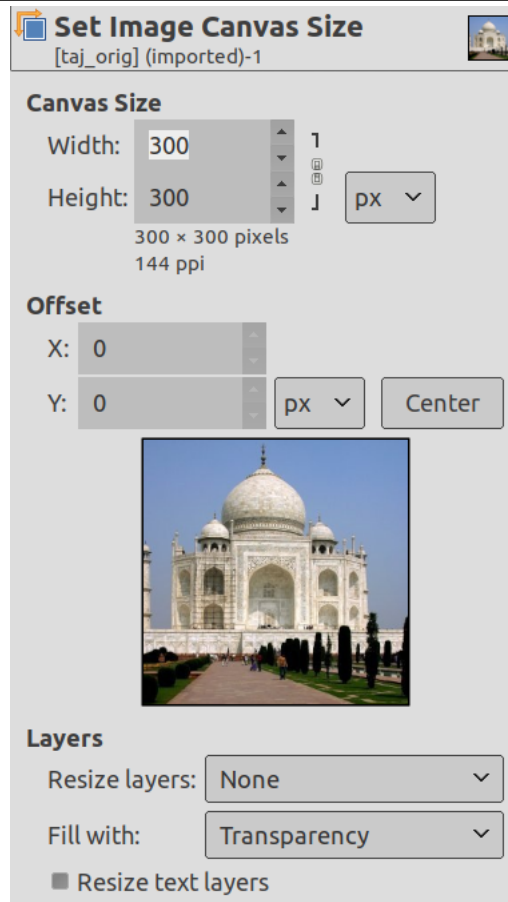 Set Image Canvas Size
[taj_orig] (imported)-1
Canvas Size
Width: 300
Height: 300 px
300 × 300 pixels
144 ppi
Offset
X: 0
Y: 0 px Center
Layers
Resize layers: None
Fill with: Transparency
Resize text layers